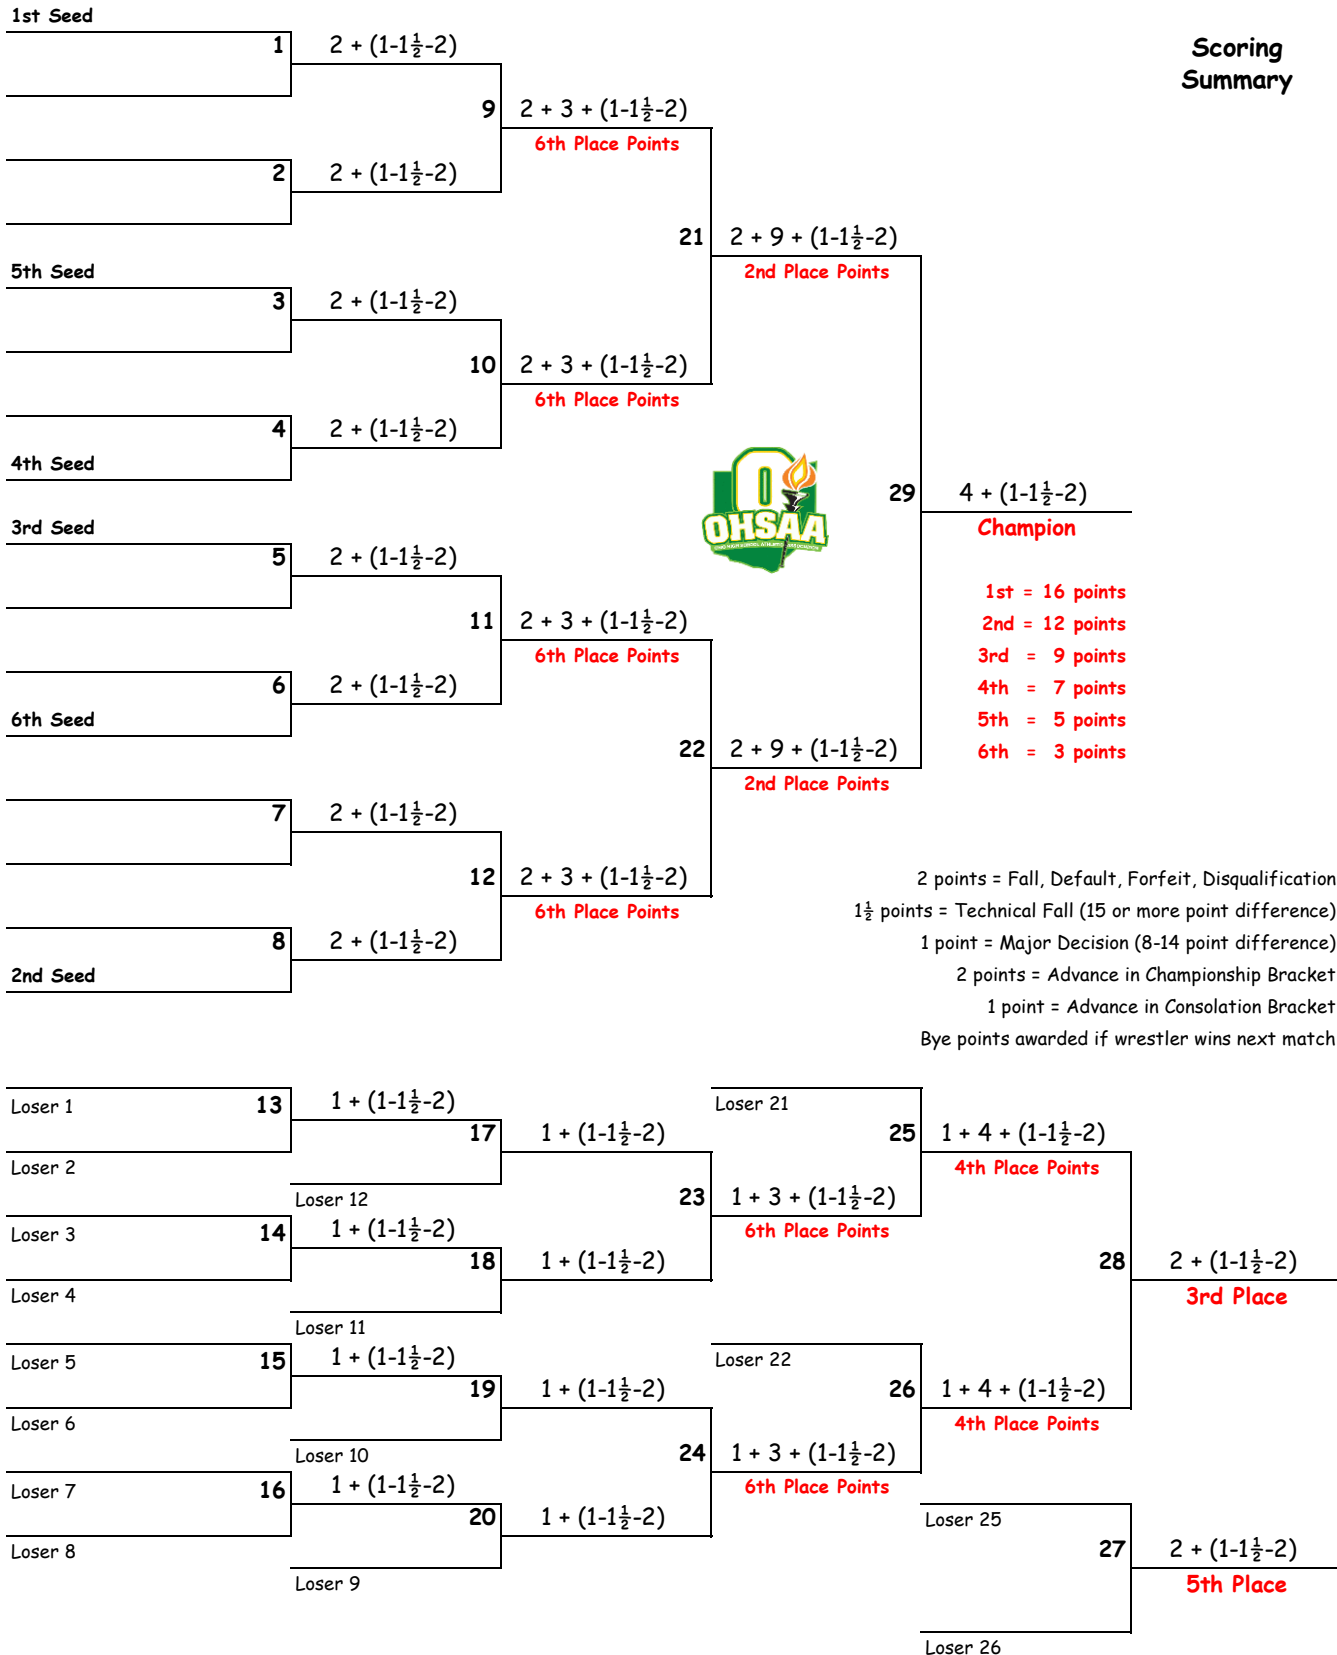 1st Seed
1
2 + (1-1½-2)
Scoring
Summary
9
2 + 3 + (1-1½-2)
6th Place Points
2
2 + (1-1½-2)
21
2 + 9 + (1-1½-2)
2nd Place Points
5th Seed
3
2 + (1-1½-2)
10
2 + 3 + (1-1½-2)
6th Place Points
4
2 + (1-1½-2)
4th Seed
OHSAA
29
4 + (1-1½-2)
Champion
3rd Seed
5
2 + (1-1½-2)
1st = 16 points
2nd = 12 points
3rd = 9 points
4th = 7 points
5th = 5 points
6th = 3 points
11
2 + 3 + (1-1½-2)
6th Place Points
6
2 + (1-1½-2)
6th Seed
22
2 + 9 + (1-1½-2)
2nd Place Points
7
2 + (1-1½-2)
12
2 + 3 + (1-1½-2)
6th Place Points
8
2 + (1-1½-2)
2nd Seed
2 points = Fall, Default, Forfeit, Disqualification
1½ points = Technical Fall (15 or more point difference)
1 point = Major Decision (8-14 point difference)
2 points = Advance in Championship Bracket
1 point = Advance in Consolation Bracket
Bye points awarded if wrestler wins next match
Loser 1
13
1 + (1-1½-2)
Loser 2
17
1 + (1-1½-2)
Loser 12
Loser 21
25
1 + 4 + (1-1½-2)
4th Place Points
23
1 + 3 + (1-1½-2)
6th Place Points
Loser 3
14
1 + (1-1½-2)
Loser 4
18
1 + (1-1½-2)
Loser 11
28
2 + (1-1½-2)
3rd Place
Loser 5
15
1 + (1-1½-2)
Loser 6
19
1 + (1-1½-2)
Loser 10
Loser 22
26
1 + 4 + (1-1½-2)
4th Place Points
24
1 + 3 + (1-1½-2)
6th Place Points
Loser 7
16
1 + (1-1½-2)
Loser 8
20
1 + (1-1½-2)
Loser 9
Loser 25
27
2 + (1-1½-2)
5th Place
Loser 26